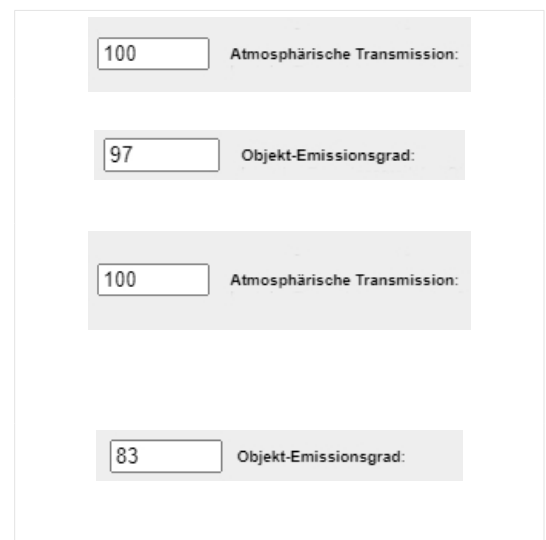 100 Atmosphärische Transmission:
97 Objekt-Emissionsgrad:
100 Atmosphärische Transmission:
83 Objekt-Emissionsgrad: